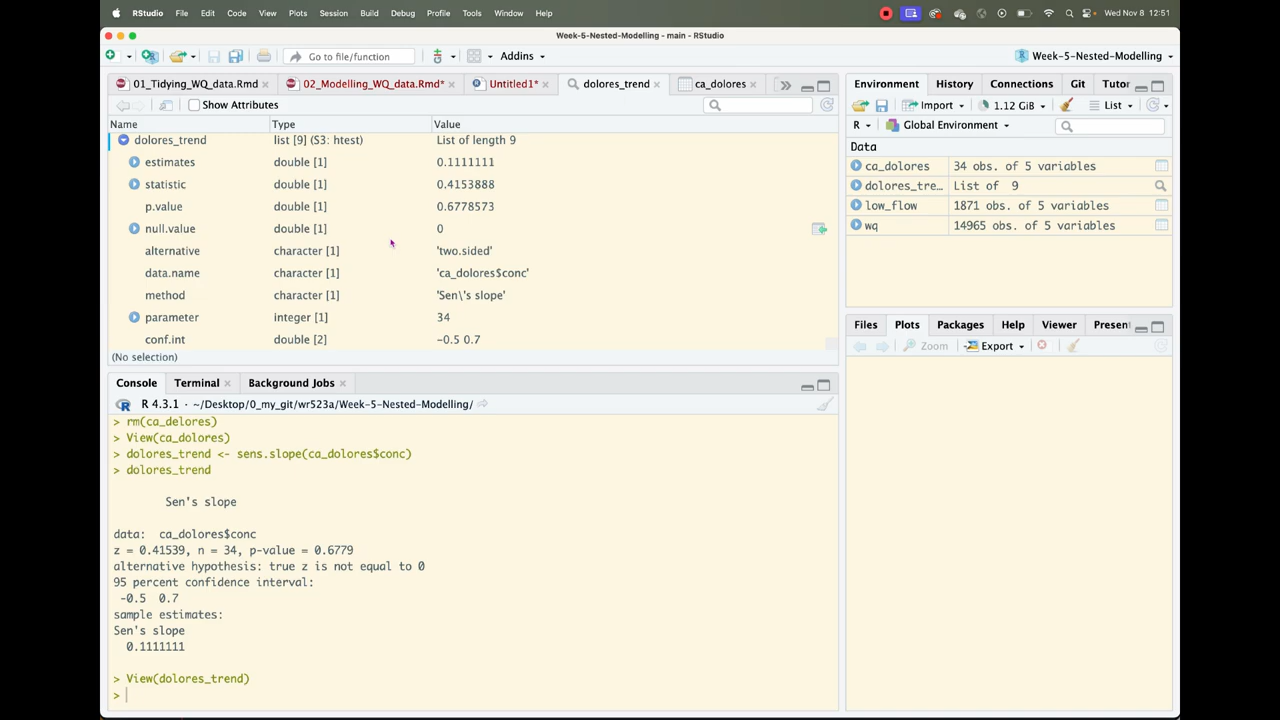 RStudio File Edit Code View Plots Session Build Debug Profile Tools Window Help Wed Nov 8 12:51
Week-5-Nested-Modelling - main - RStudio
Go to file/function Addins Week-5-Nested-Modelling
01_Tidying_WQ_data.Rmd 02_Modelling_WQ_data.Rmd* Untitled1* dolores_trend ca_dolores
Show Attributes
Name Type Value
dolores_trend list [9] (S3: htest) List of length 9
estimates double [1] 0.1111111
statistic double [1] 0.4153888
p.value double [1] 0.6778573
null.value double [1] 0
alternative character [1] 'two.sided'
data.name character [1] 'ca_dolores$conc'
method character [1] 'Sen\'s slope'
parameter integer [1] 34
conf.int double [2] -0.5 0.7
(No selection)
Console Terminal Background Jobs
R 4.3.1 · ~/Desktop/0_my_git/wr523a/Week-5-Nested-Modelling/
> rm(ca_delores)
> View(ca_dolores)
> dolores_trend <- sens.slope(ca_dolores$conc)
> dolores_trend
Sen's slope
data: ca_dolores$conc
z = 0.41539, n = 34, p-value = 0.6779
alternative hypothesis: true z is not equal to 0
95 percent confidence interval:
-0.5 0.7
sample estimates:
Sen's slope
0.1111111
> View(dolores_trend)
>
Environment History Connections Git Tutor
Import 1.12 GiB List
R Global Environment
Data
ca_dolores 34 obs. of 5 variables
dolores_tre… List of 9
low_flow 1871 obs. of 5 variables
wq 14965 obs. of 5 variables
Files Plots Packages Help Viewer Presen
Zoom Export